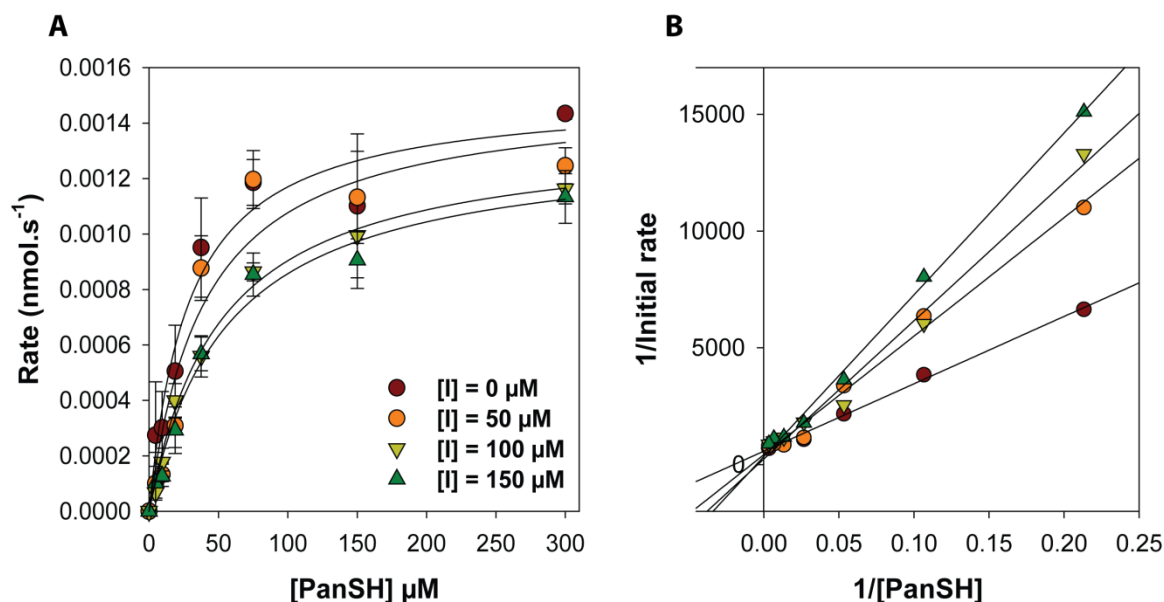 A
Rate (nmol.s⁻¹)
0.0016
0.0014
0.0012
0.0010
0.0008
0.0006
0.0004
0.0002
0.0000
[I] = 0 µM
[I] = 50 µM
[I] = 100 µM
[I] = 150 µM
0 50 100 150 200 250 300
[PanSH] µM
B
1/Initial rate
15000
10000
5000
0
0.00 0.05 0.10 0.15 0.20 0.25
1/[PanSH]